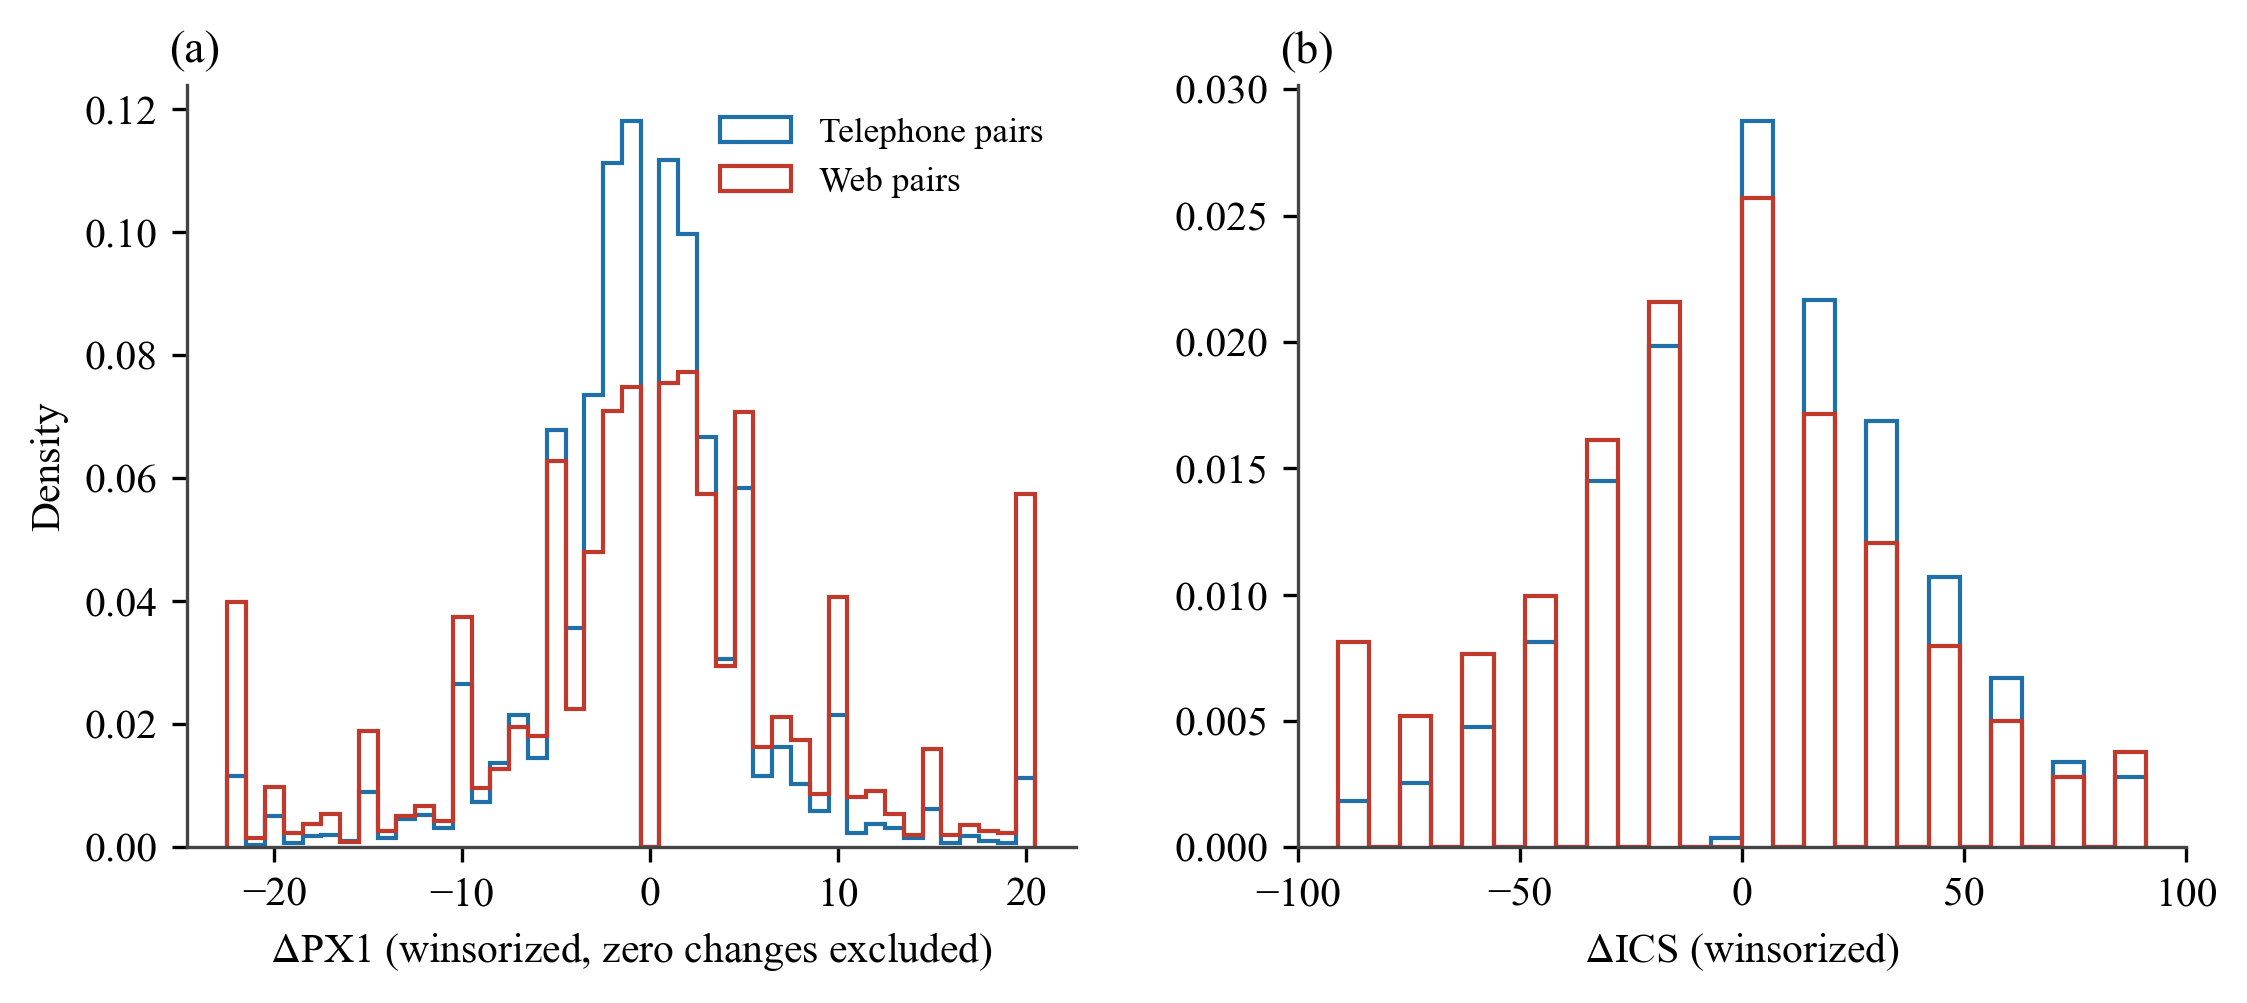 (a)
0.12
0.10
0.08
0.06
0.04
0.02
0.00
Density
−20 −10 0 10 20
ΔPX1 (winsorized, zero changes excluded)
Telephone pairs
Web pairs
(b)
0.030
0.025
0.020
0.015
0.010
0.005
0.000
−100 −50 0 50 100
ΔICS (winsorized)